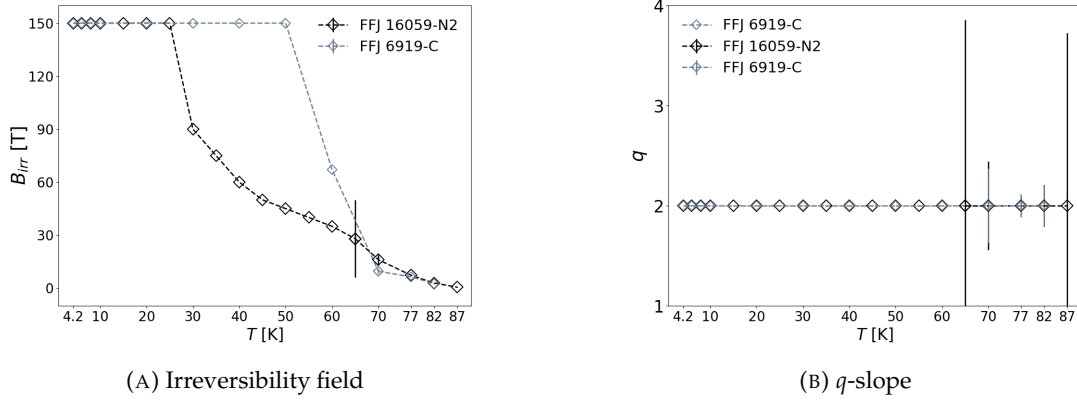 150
120
90
60
30
0
B_irr [T]
FFJ 16059-N2
FFJ 6919-C
4.2 10 20 30 40 50 60 70 77 82 87
T [K]
(A) Irreversibility field
4
3
2
1
q
FFJ 6919-C
FFJ 16059-N2
FFJ 6919-C
4.2 10 20 30 40 50 60 70 77 82 87
T [K]
(B) q-slope